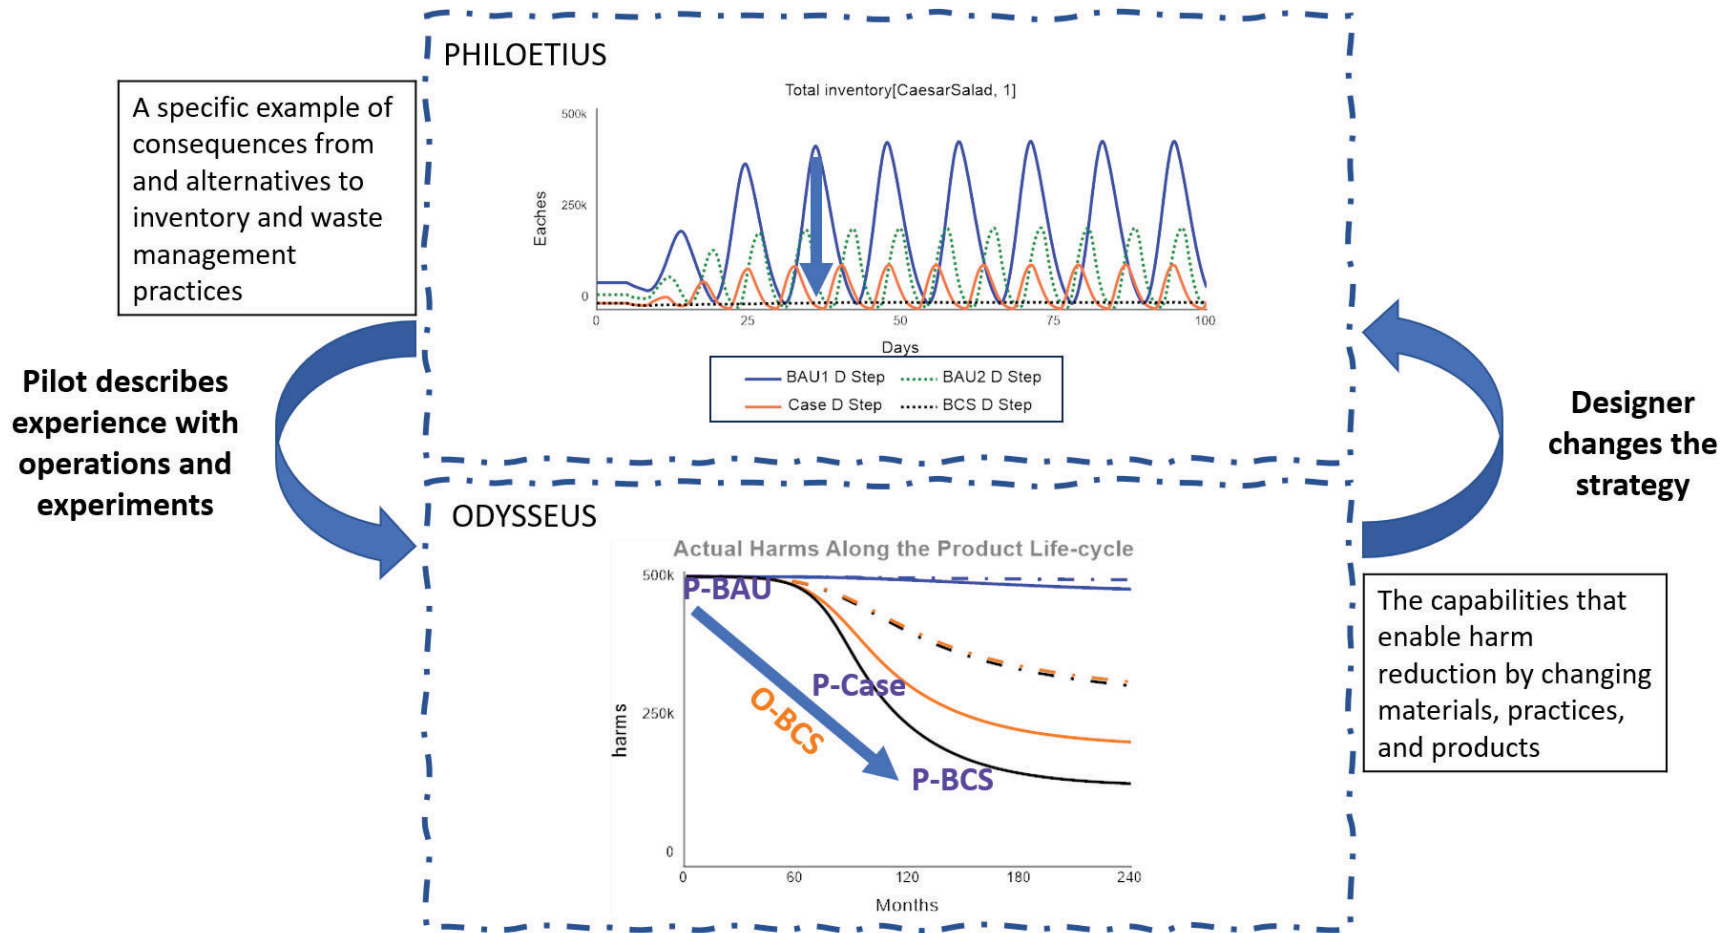 PHILOETIUS
A specific example of
consequences from
and alternatives to
inventory and waste
management
practices
Total inventory[CaesarSalad, 1]
500k
250k
0
Eaches
0
25
50
75
100
Days
BAU1 D Step
BAU2 D Step
Case D Step
BCS D Step
Pilot describes
experience with
operations and
experiments
Designer
changes the
strategy
ODYSSEUS
Actual Harms Along the Product Life-cycle
500k
250k
0
harms
P-BAU
P-Case
O-BCS
P-BCS
0
60
120
180
240
Months
The capabilities that
enable harm
reduction by changing
materials, practices,
and products